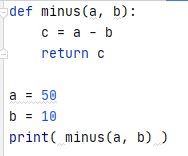 def minus(a, b):
    c = a - b
    return c

a = 50
b = 10
print( minus(a, b) )